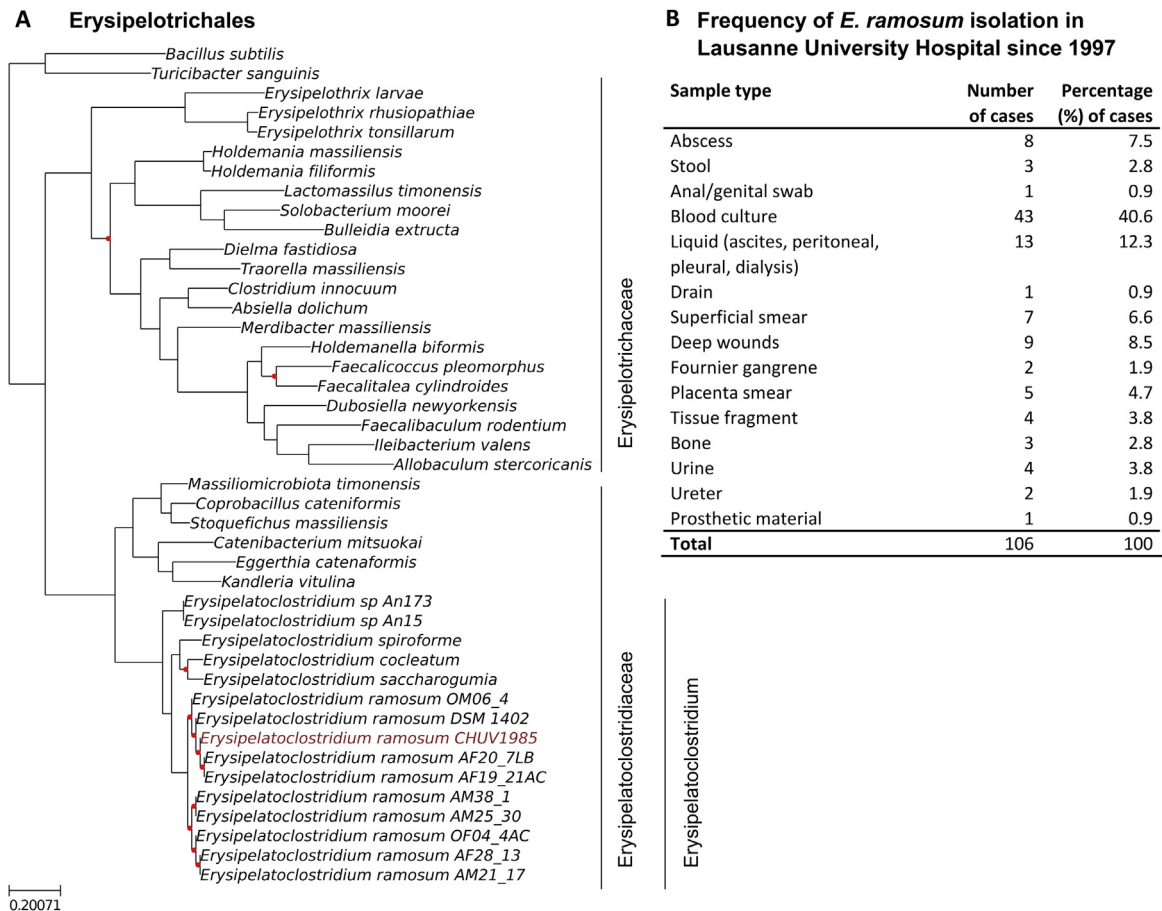 A Erysipelotrichales
Bacillus subtilis
Turicibacter sanguinis
Erysipelothrix larvae
Erysipelothrix rhusiopathiae
Erysipelothrix tonsillarum
Holdemania massiliensis
Holdemania filiformis
Lactomassilus timonensis
Solobacterium moorei
Bulleidia extructa
Dielma fastidiosa
Traorella massiliensis
Clostridium innocuum
Absiella dolichum
Merdibacter massiliensis
Holdemanella biformis
Faecalicoccus pleomorphus
Faecalitalea cylindroides
Dubosiella newyorkensis
Faecalibaculum rodentium
Ileibacterium valens
Allobaculum stercoricanis
Massiliomicrobiota timonensis
Coprobacillus cateniformis
Stoquefichus massiliensis
Catenibacterium mitsuokai
Eggerthia catenaformis
Kandleria vitulina
Erysipelatoclostridium sp An173
Erysipelatoclostridium sp An15
Erysipelatoclostridium spiroforme
Erysipelatoclostridium cocleatum
Erysipelatoclostridium saccharogumia
Erysipelatoclostridium ramosum OM06_4
Erysipelatoclostridium ramosum DSM 1402
Erysipelatoclostridium ramosum CHUV1985
Erysipelatoclostridium ramosum AF20_7LB
Erysipelatoclostridium ramosum AF19_21AC
Erysipelatoclostridium ramosum AM38_1
Erysipelatoclostridium ramosum AM25_30
Erysipelatoclostridium ramosum OF04_4AC
Erysipelatoclostridium ramosum AF28_13
Erysipelatoclostridium ramosum AM21_17
0.20071
Erysipelotrichaceae
Erysipelatoclostridiaceae
Erysipelatoclostridium
B Frequency of E. ramosum isolation in
Lausanne University Hospital since 1997
Sample type Number Percentage
of cases (%) of cases
Abscess 8 7.5
Stool 3 2.8
Anal/genital swab 1 0.9
Blood culture 43 40.6
Liquid (ascites, peritoneal, 13 12.3
pleural, dialysis)
Drain 1 0.9
Superficial smear 7 6.6
Deep wounds 9 8.5
Fournier gangrene 2 1.9
Placenta smear 5 4.7
Tissue fragment 4 3.8
Bone 3 2.8
Urine 4 3.8
Ureter 2 1.9
Prosthetic material 1 0.9
Total 106 100